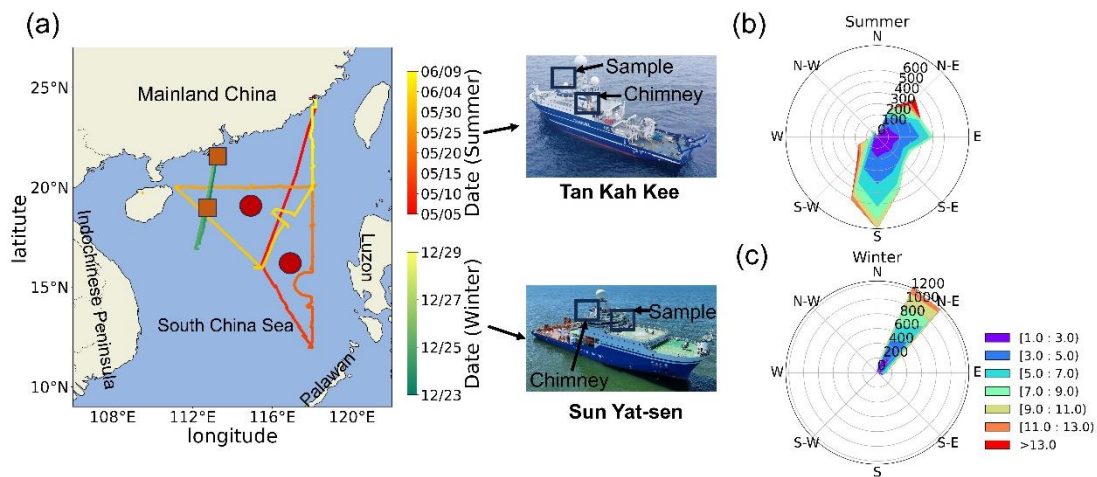 (a)
25°N
20°N
15°N
10°N
latitute
108°E
112°E
116°E
120°E
longitude
Mainland China
Indochinese Peninsula
South China Sea
Luzon
Palawan
06/09
06/04
05/30
05/25
05/20
05/15
05/10
05/05
Date (Summer)
12/29
12/27
12/25
12/23
Date (Winter)
Sample
Chimney
Tan Kah Kee
Sample
Chimney
Sun Yat-sen
(b)
Summer
N
N-W
N-E
600
500
400
300
200
100
0
W
E
S-W
S-E
S
(c)
Winter
N
N-W
N-E
1200
1000
800
600
400
200
0
W
E
S-W
S-E
S
[1.0 : 3.0)
[3.0 : 5.0)
[5.0 : 7.0)
[7.0 : 9.0)
[9.0 : 11.0)
[11.0 : 13.0)
>13.0